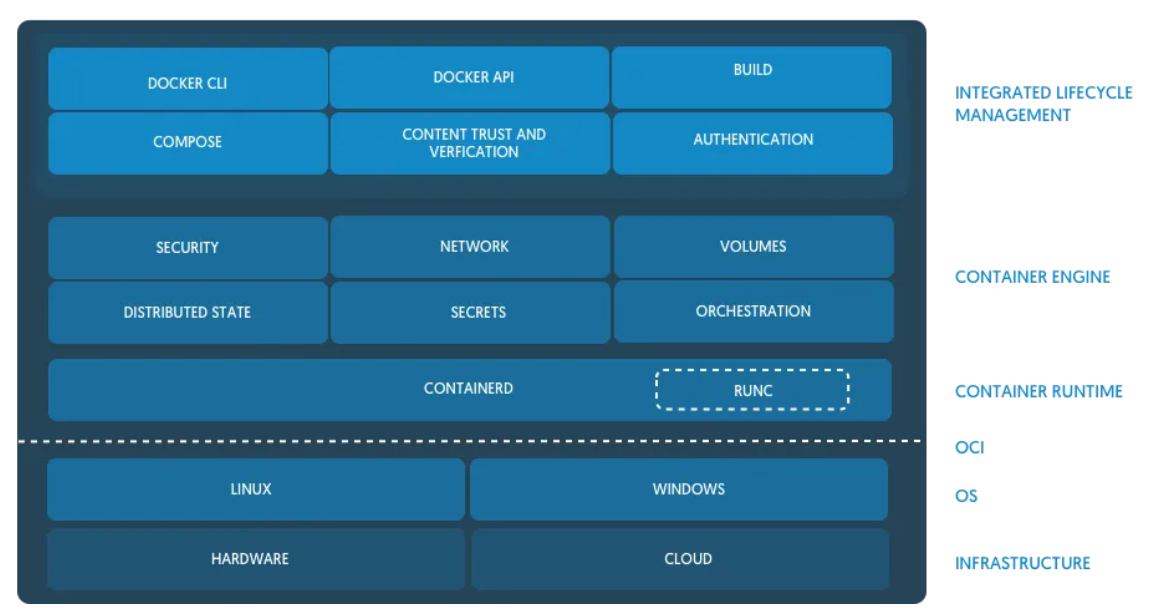 DOCKER CLI
DOCKER API
BUILD
INTEGRATED LIFECYCLE
MANAGEMENT
COMPOSE
CONTENT TRUST AND
VERFICATION
AUTHENTICATION
SECURITY
NETWORK
VOLUMES
CONTAINER ENGINE
DISTRIBUTED STATE
SECRETS
ORCHESTRATION
CONTAINERD
RUNC
CONTAINER RUNTIME
OCI
LINUX
WINDOWS
OS
HARDWARE
CLOUD
INFRASTRUCTURE